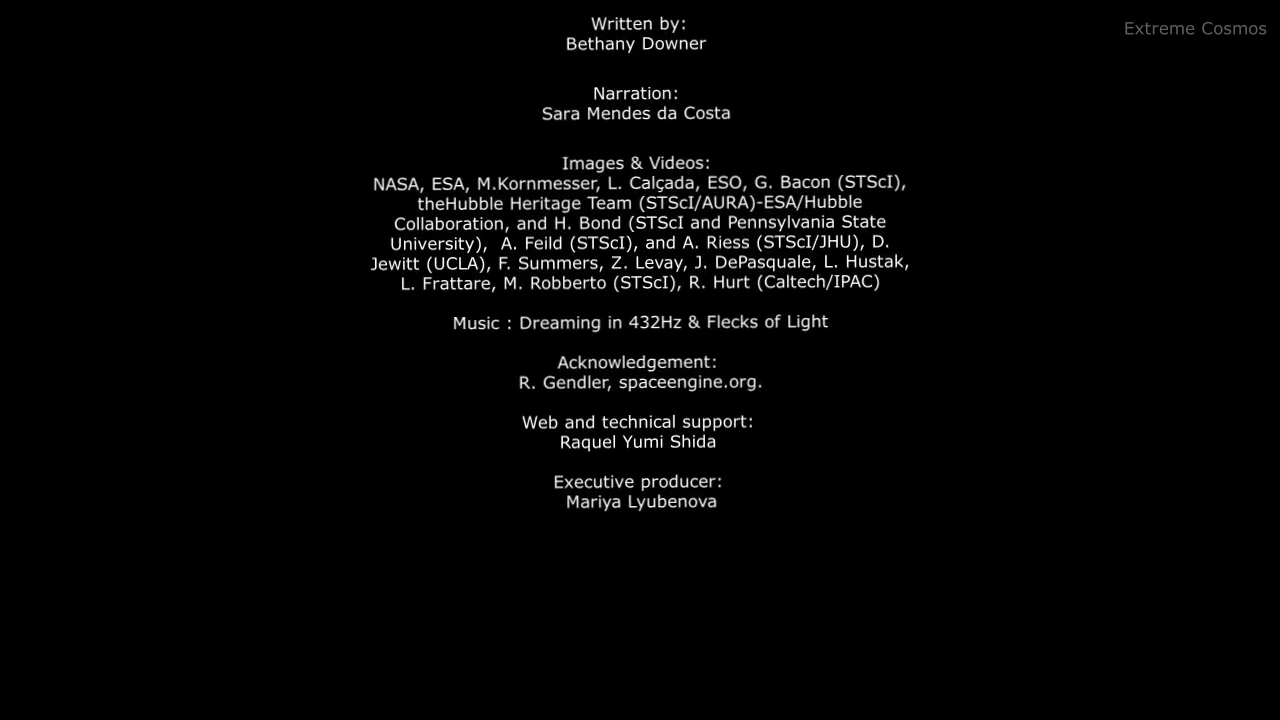 Written by:
Bethany Downer
Extreme Cosmos
Narration:
Sara Mendes da Costa
Images & Videos:
NASA, ESA, M.Kornmesser, L. Calçada, ESO, G. Bacon (STScI),
theHubble Heritage Team (STScI/AURA)-ESA/Hubble
Collaboration, and H. Bond (STScI and Pennsylvania State
University),  A. Feild (STScI), and A. Riess (STScI/JHU), D.
Jewitt (UCLA), F. Summers, Z. Levay, J. DePasquale, L. Hustak,
L. Frattare, M. Robberto (STScI), R. Hurt (Caltech/IPAC)
Music : Dreaming in 432Hz & Flecks of Light
Acknowledgement:
R. Gendler, spaceengine.org.
Web and technical support:
Raquel Yumi Shida
Executive producer:
Mariya Lyubenova